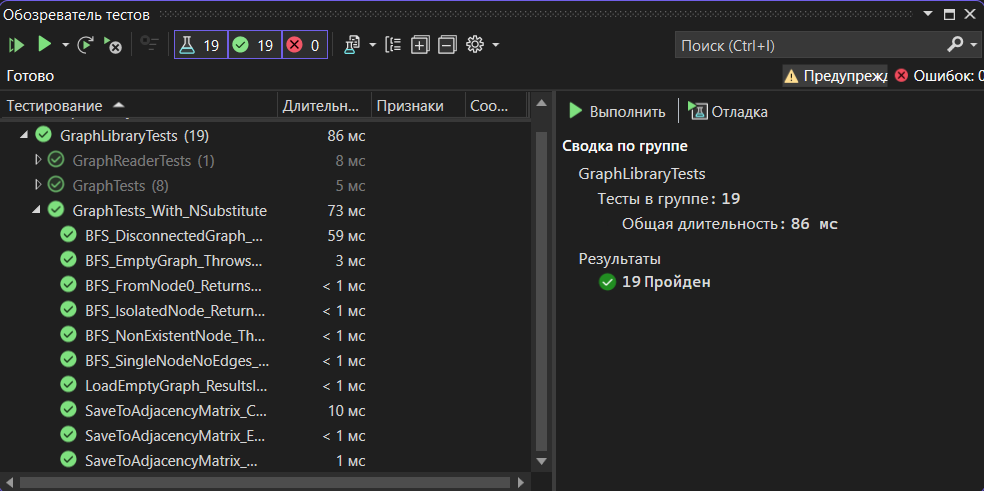 Обозреватель тестов
19 19 0
Поиск (Ctrl+I)
Готово
Предупрежд Ошибок: 0
Тестирование Длительн... Признаки Соо...
GraphLibraryTests (19) 86 мс
GraphReaderTests (1) 8 мс
GraphTests (8) 5 мс
GraphTests_With_NSubstitute 73 мс
BFS_DisconnectedGraph_... 59 мс
BFS_EmptyGraph_Throws... 3 мс
BFS_FromNode0_Returns... < 1 мс
BFS_IsolatedNode_Return... < 1 мс
BFS_NonExistentNode_Th... < 1 мс
BFS_SingleNodeNoEdges_... < 1 мс
LoadEmptyGraph_ResultsI... < 1 мс
SaveToAdjacencyMatrix_C... 10 мс
SaveToAdjacencyMatrix_E... < 1 мс
SaveToAdjacencyMatrix_... 1 мс
Выполнить Отладка
Сводка по группе
GraphLibraryTests
Тесты в группе: 19
Общая длительность: 86 мс
Результаты
19 Пройден